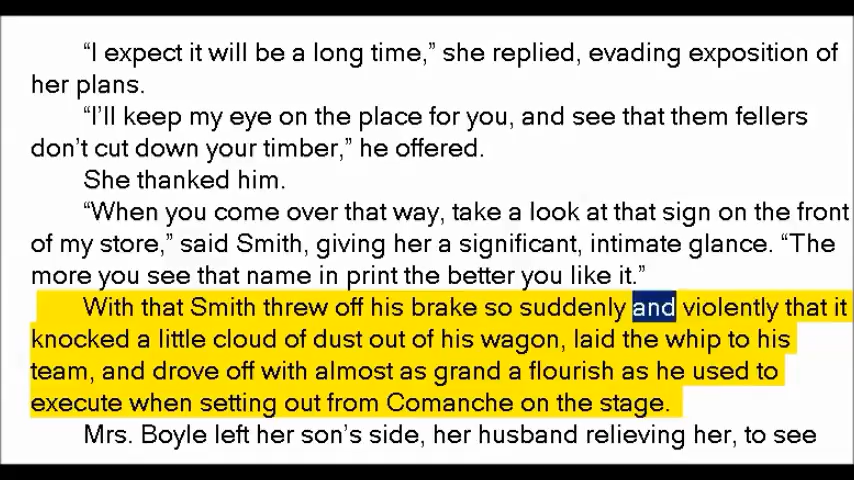 “I expect it will be a long time,” she replied, evading exposition of
her plans.
“I’ll keep my eye on the place for you, and see that them fellers
don’t cut down your timber,” he offered.
She thanked him.
“When you come over that way, take a look at that sign on the front
of my store,” said Smith, giving her a significant, intimate glance. “The
more you see that name in print the better you like it.”
With that Smith threw off his brake so suddenly and violently that it
knocked a little cloud of dust out of his wagon, laid the whip to his
team, and drove off with almost as grand a flourish as he used to
execute when setting out from Comanche on the stage.
Mrs. Boyle left her son’s side, her husband relieving her, to see